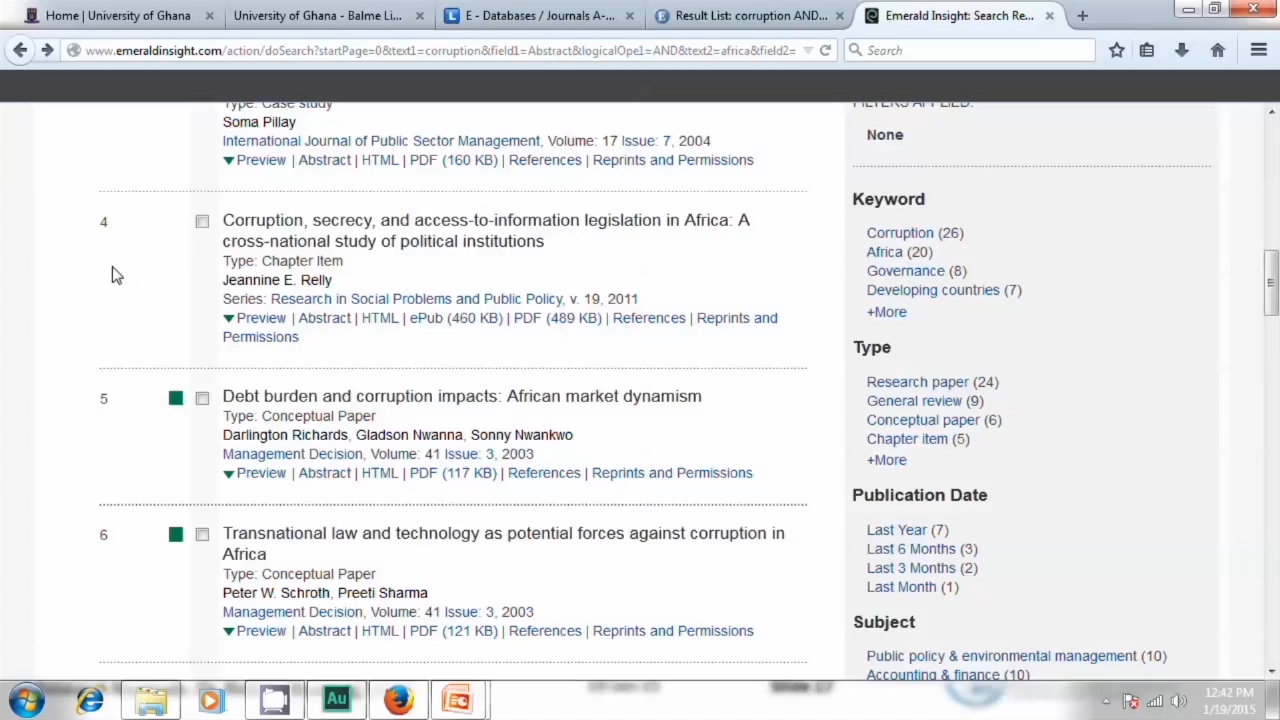 Home | University of Ghana
University of Ghana - Balme Li...
E - Databases / Journals A-...
Result List: corruption AND...
Emerald Insight: Search Re...
www.emeraldinsight.com/action/doSearch?startPage=0&text1=corruption&field1=Abstract&logicalOpe1=AND&text2=africa&field2=
Search
Type: Case study
Soma Pillay
International Journal of Public Sector Management, Volume: 17 Issue: 7, 2004
Preview | Abstract | HTML | PDF (160 KB) | References | Reprints and Permissions
4
Corruption, secrecy, and access-to-information legislation in Africa: A
cross-national study of political institutions
Type: Chapter Item
Jeannine E. Relly
Series: Research in Social Problems and Public Policy, v. 19, 2011
Preview | Abstract | HTML | ePub (460 KB) | PDF (489 KB) | References | Reprints and
Permissions
5
Debt burden and corruption impacts: African market dynamism
Type: Conceptual Paper
Darlington Richards, Gladson Nwanna, Sonny Nwankwo
Management Decision, Volume: 41 Issue: 3, 2003
Preview | Abstract | HTML | PDF (117 KB) | References | Reprints and Permissions
6
Transnational law and technology as potential forces against corruption in
Africa
Type: Conceptual Paper
Peter W. Schroth, Preeti Sharma
Management Decision, Volume: 41 Issue: 3, 2003
Preview | Abstract | HTML | PDF (121 KB) | References | Reprints and Permissions
FILTERS APPLIED:
None
Keyword
Corruption (26)
Africa (20)
Governance (8)
Developing countries (7)
+More
Type
Research paper (24)
General review (9)
Conceptual paper (6)
Chapter item (5)
+More
Publication Date
Last Year (7)
Last 6 Months (3)
Last 3 Months (2)
Last Month (1)
Subject
Public policy & environmental management (10)
Accounting & finance (10)
Slide 17
Au
12:42 PM
1/19/2015